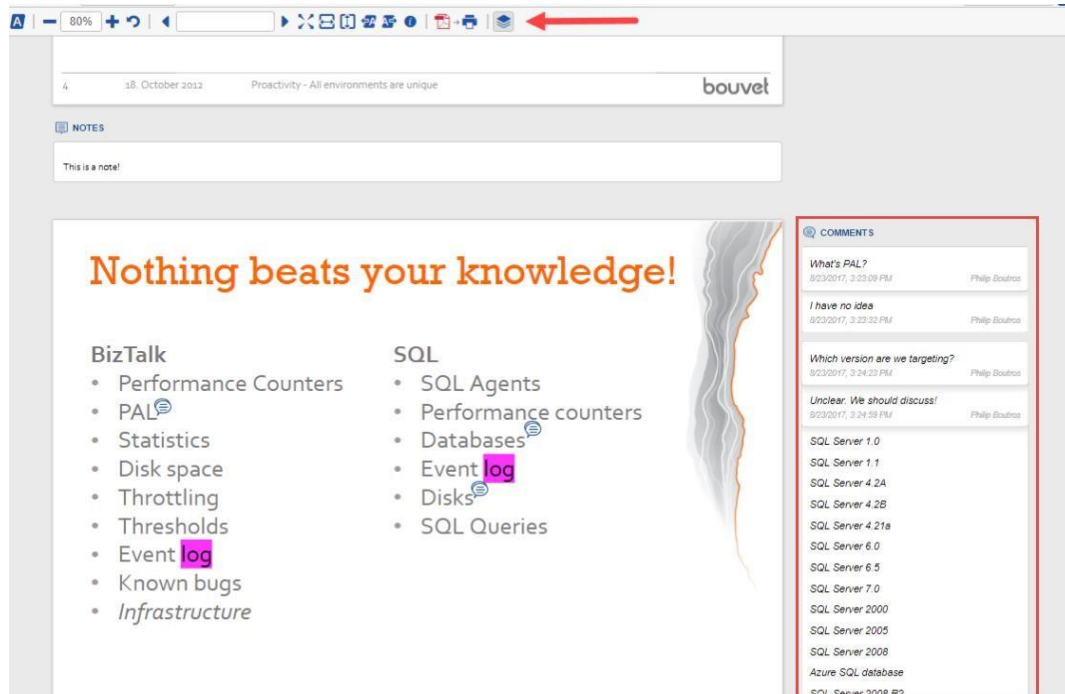 A
80%
4 18. October 2012 Proactivity - All environments are unique bouvet
NOTES
This is a note!
Nothing beats your knowledge!
BizTalk
• Performance Counters
• PAL
• Statistics
• Disk space
• Throttling
• Thresholds
• Event log
• Known bugs
• Infrastructure
SQL
• SQL Agents
• Performance counters
• Databases
• Event log
• Disks
• SQL Queries
COMMENTS
What's PAL?
8/23/2017, 3:23:09 PM Philip Boutros
I have no idea
8/23/2017, 3:23:32 PM Philip Boutros
Which version are we targeting?
8/23/2017, 3:24:23 PM Philip Boutros
Unclear. We should discuss!
8/23/2017, 3:24:59 PM Philip Boutros
SQL Server 1.0
SQL Server 1.1
SQL Server 4.2A
SQL Server 4.2B
SQL Server 4.21a
SQL Server 6.0
SQL Server 6.5
SQL Server 7.0
SQL Server 2000
SQL Server 2005
SQL Server 2008
Azure SQL database
SQL Server 2008 R2